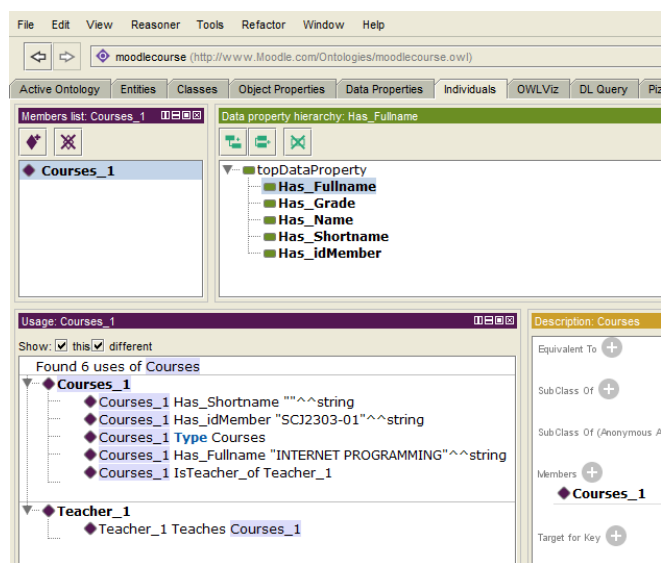 File Edit View Reasoner Tools Refactor Window Help
moodlecourse (http://www.Moodle.com/Ontologies/moodlecourse.owl)
Active Ontology Entities Classes Object Properties Data Properties Individuals OWLViz DL Query
Members list: Courses_1
Data property hierarchy: Has_Fullname
Courses_1
topDataProperty
Has_Fullname
Has_Grade
Has_Name
Has_Shortname
Has_idMember
Usage: Courses_1
Show: this different
Found 6 uses of Courses
Courses_1
Courses_1 Has_Shortname ""^^string
Courses_1 Has_idMember "SCJ2303-01"^^string
Courses_1 Type Courses
Courses_1 Has_Fullname "INTERNET PROGRAMMING"^^string
Courses_1 IsTeacher_of Teacher_1
Teacher_1
Teacher_1 Teaches Courses_1
Description: Courses
Equivalent To
SubClass Of
SubClass Of (Anonymous A
Members
Courses_1
Target for Key